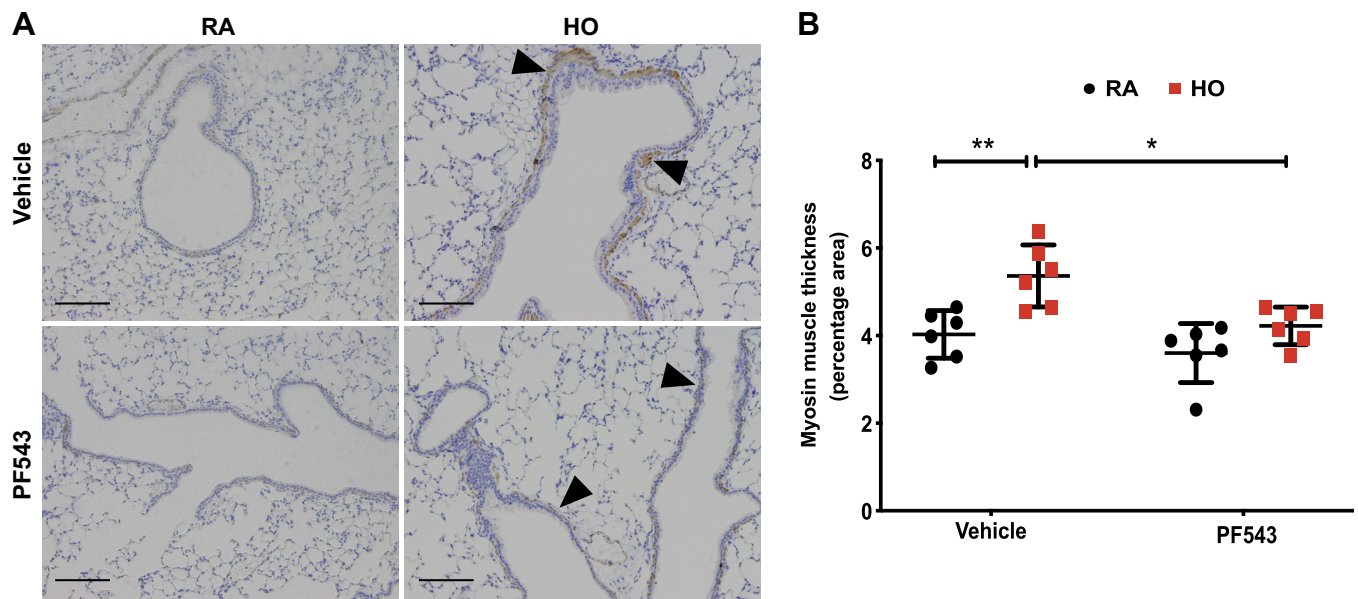 A
RA
HO
Vehicle
PF543
B
RA
HO
**
*
8
6
4
2
0
Myosin muscle thickness
(percentage area)
Vehicle
PF543